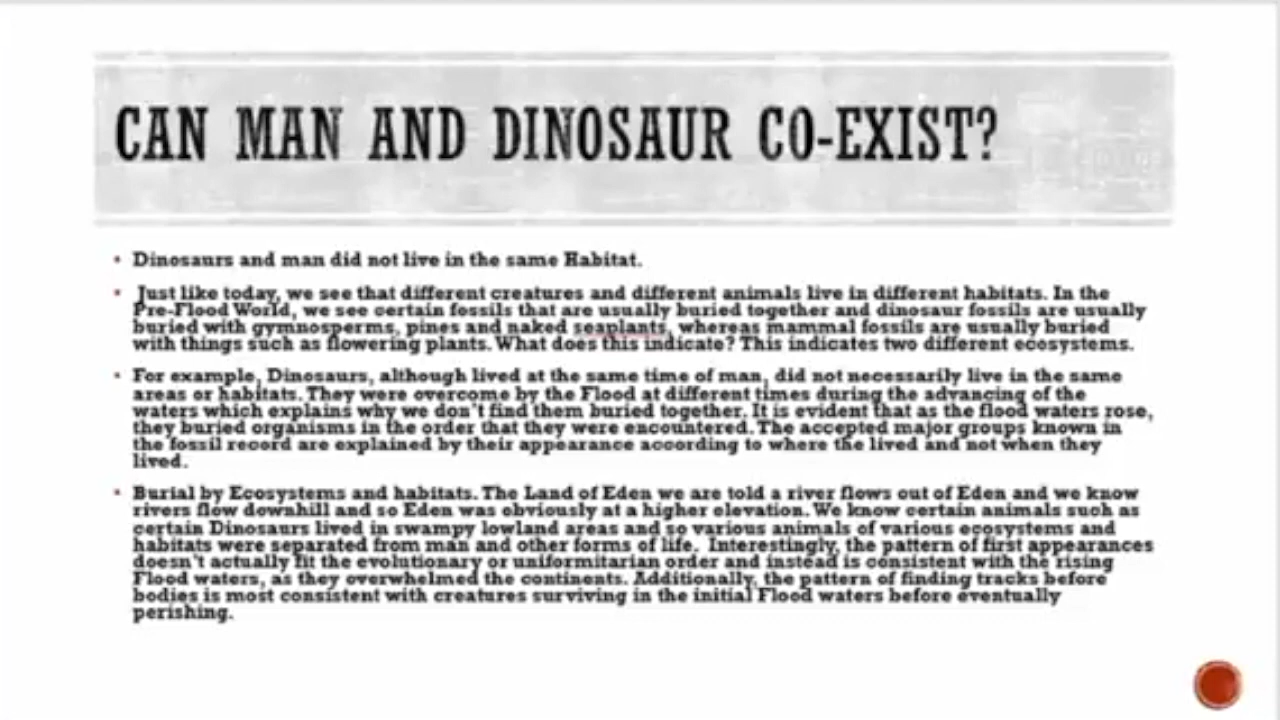 CAN MAN AND DINOSAUR CO-EXIST?
• Dinosaurs and man did not live in the same Habitat.
• Just like today, we see that different creatures and different animals live in different habitats. In the
Pre-Flood World, we see certain fossils that are usually buried together and dinosaur fossils are usually
buried with gymnosperms, pines and naked seaplants, whereas mammal fossils are usually buried
with things such as flowering plants. What does this indicate? This indicates two different ecosystems.
• For example, Dinosaurs, although lived at the same time of man, did not necessarily live in the same
areas or habitats. They were overcome by the Flood at different times during the advancing of the
waters which explains why we don't find them buried together. It is evident that as the flood waters rose,
they buried organisms in the order that they were encountered. The accepted major groups known in
the fossil record are explained by their appearance according to where the lived and not when they
lived.
• Burial by Ecosystems and habitats. The Land of Eden we are told a river flows out of Eden and we know
rivers flow downhill and so Eden was obviously at a higher elevation. We know certain animals such as
certain Dinosaurs lived in swampy lowland areas and so various animals of various ecosystems and
habitats were separated from man and other forms of life. Interestingly, the pattern of first appearances
doesn't actually fit the evolutionary or uniformitarian order and instead is consistent with the rising
Flood waters, as they overwhelmed the continents. Additionally, the pattern of finding tracks before
bodies is most consistent with creatures surviving in the initial Flood waters before eventually
perishing.